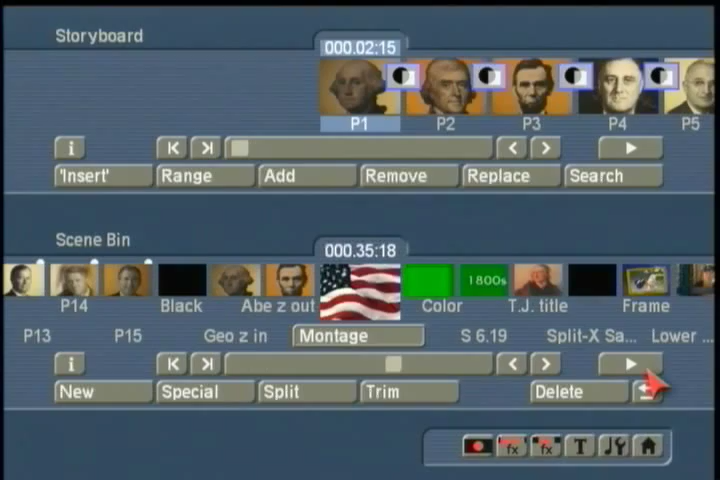 Storyboard
000.02:15
P1 P2 P3 P4 P5
i
'Insert' Range Add Remove Replace Search
Scene Bin
000.35:18
1800s
P14 Black Abe z out Color T.J. title Frame
P13 P15 Geo z in Montage S 6.19 Split-X Sa... Lower ...
i
New Special Split Trim Delete
fx fx T